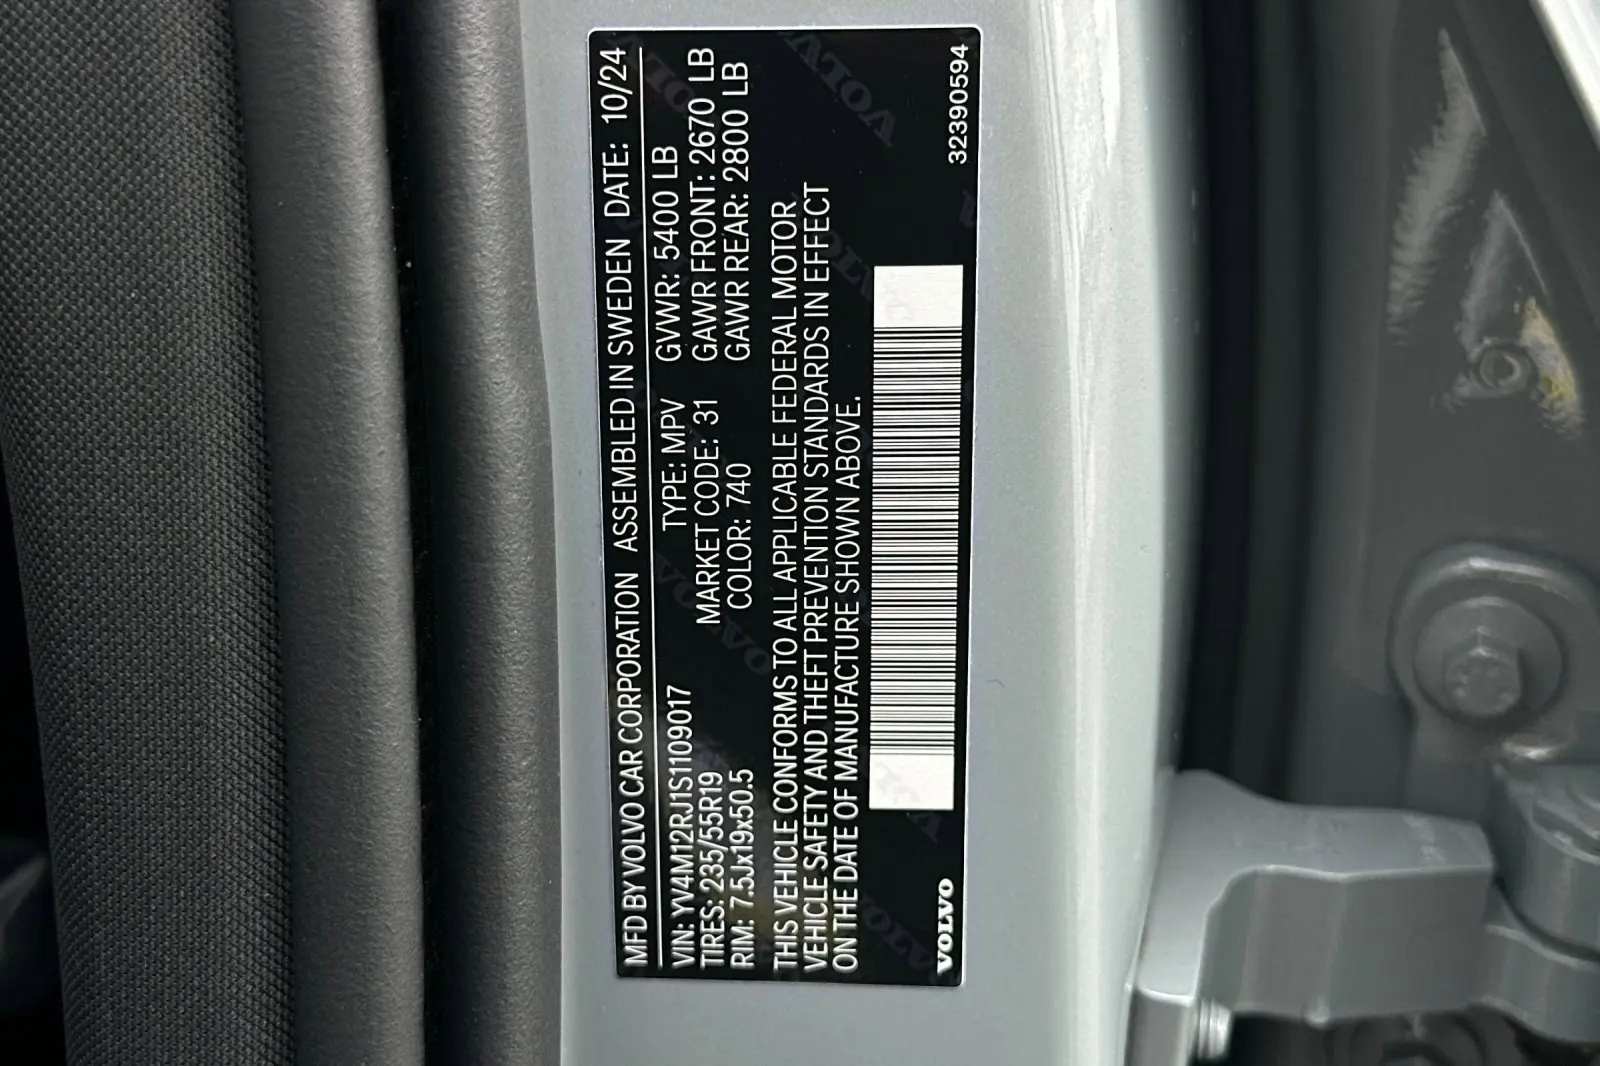 MFD BY VOLVO CAR CORPORATION ASSEMBLED IN SWEDEN DATE: 10/24
VIN: YV4M12RJ1S1109017 TYPE: MPV GVWR: 5400 LB
TIRES: 235/55R19 MARKET CODE: 31 GAWR FRONT: 2670 LB
RIM: 7.5Jx19x50.5 COLOR: 740 GAWR REAR: 2800 LB
THIS VEHICLE CONFORMS TO ALL APPLICABLE FEDERAL MOTOR
VEHICLE SAFETY AND THEFT PREVENTION STANDARDS IN EFFECT
ON THE DATE OF MANUFACTURE SHOWN ABOVE.
VOLVO 32390594